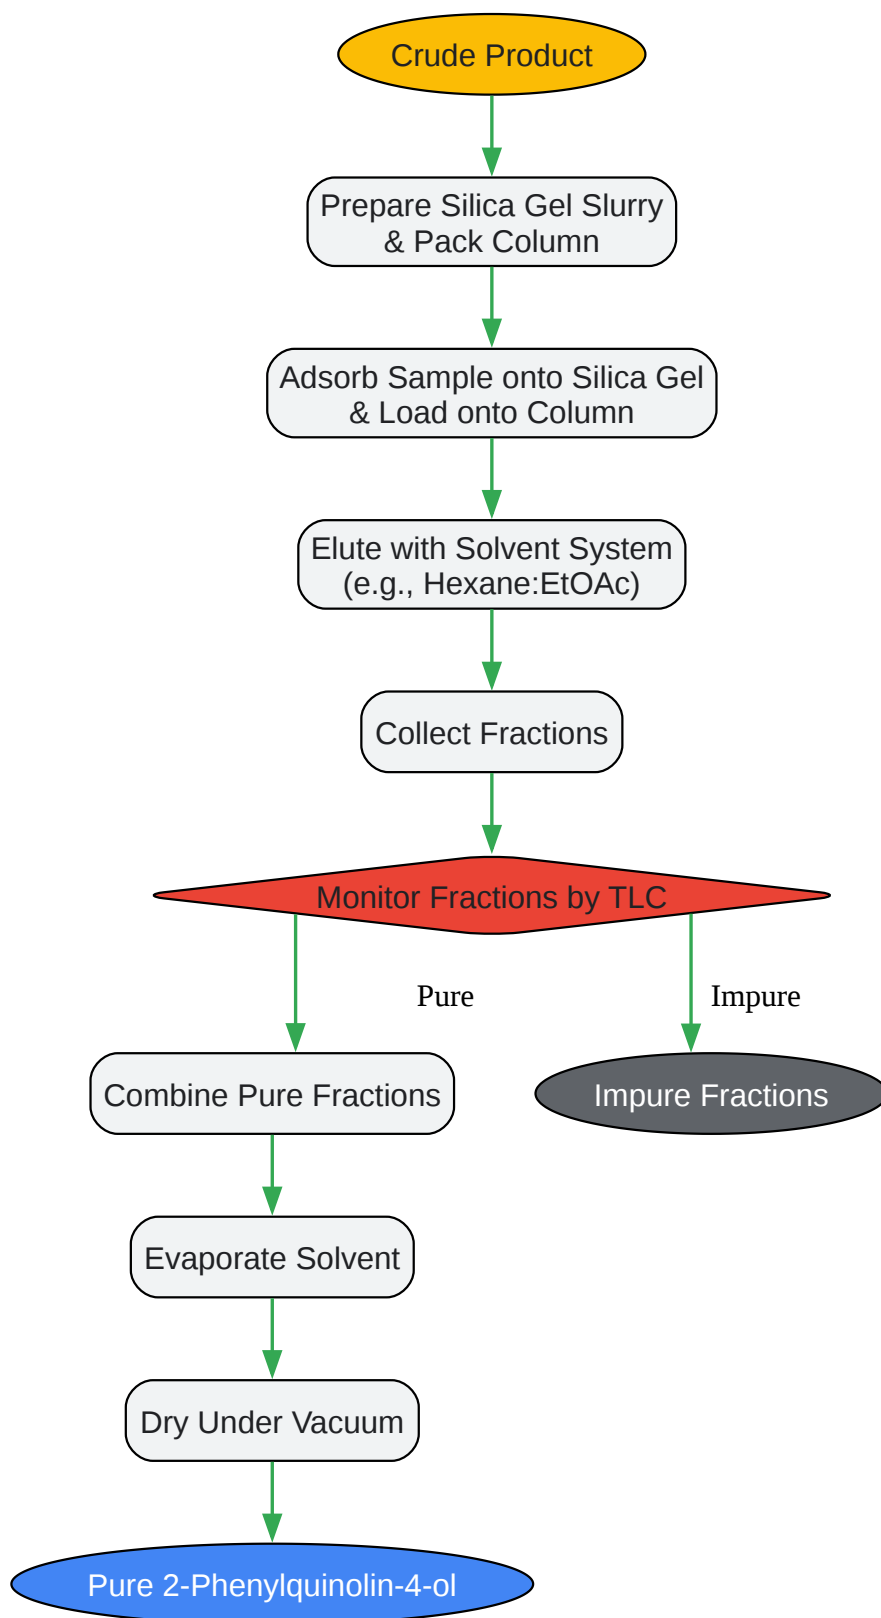 Crude Product
Prepare Silica Gel Slurry
& Pack Column
Adsorb Sample onto Silica Gel
& Load onto Column
Elute with Solvent System
(e.g., Hexane:EtOAc)
Collect Fractions
Monitor Fractions by TLC
Pure
Impure
Combine Pure Fractions
Impure Fractions
Evaporate Solvent
Dry Under Vacuum
Pure 2-Phenylquinolin-4-ol